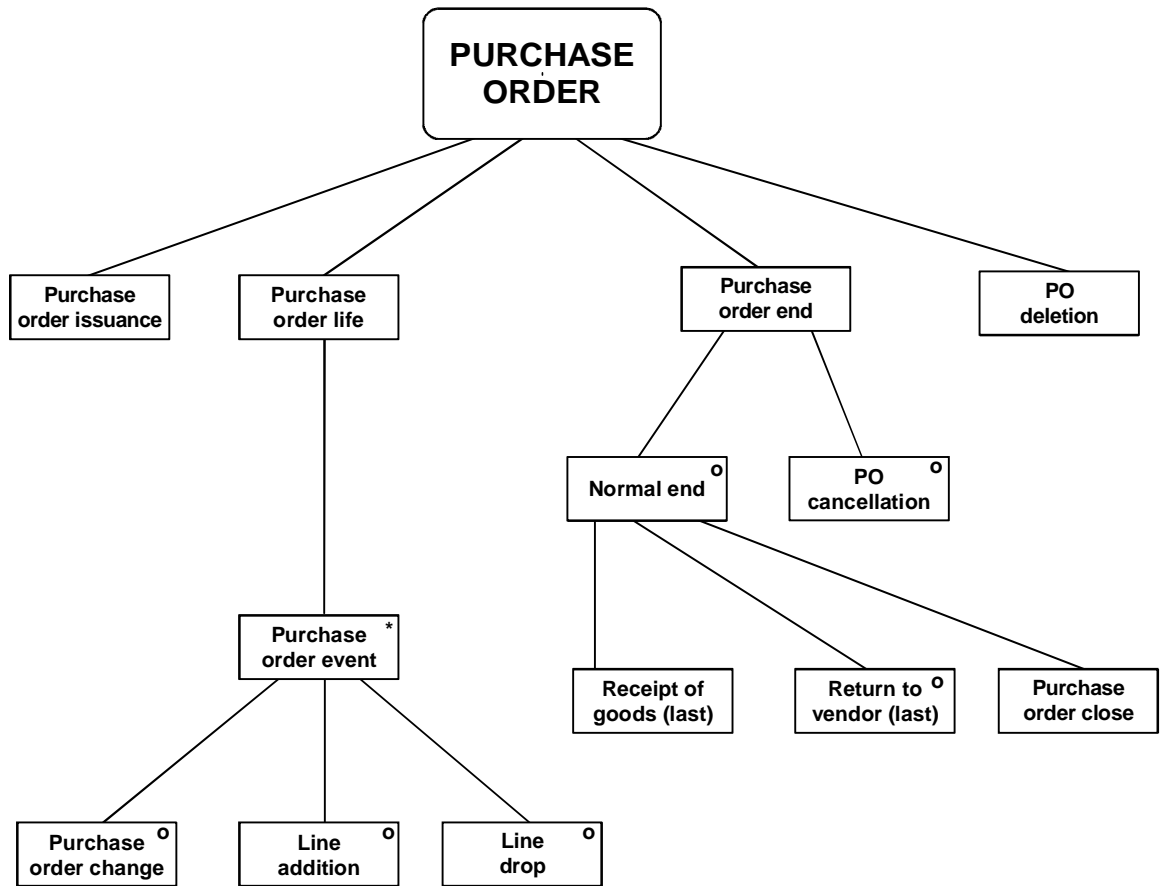 PURCHASE
ORDER
Purchase
order issuance
Purchase
order life
Purchase
order end
PO
deletion
Normal end
o
PO
cancellation
o
Purchase
order event
*
Receipt of
goods (last)
Return to
vendor (last)
o
Purchase
order close
Purchase
order change
o
Line
addition
o
Line
drop
o